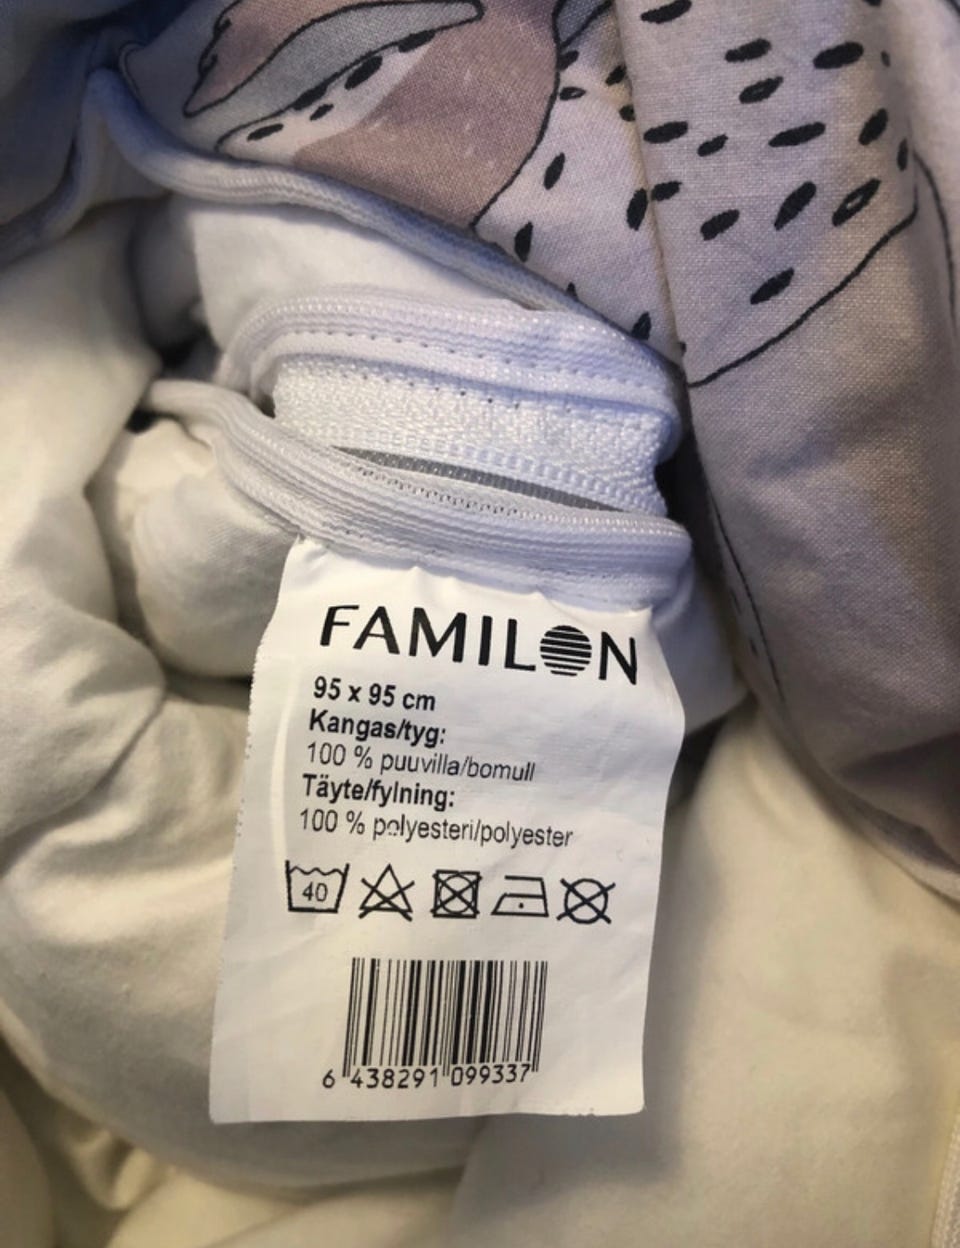 FAMILON
95 x 95 cm
Kangas/tyg:
100 % puuvilla/bomull
Täyte/fylning:
100 % polyesteri/polyester
40
6 438291 099337